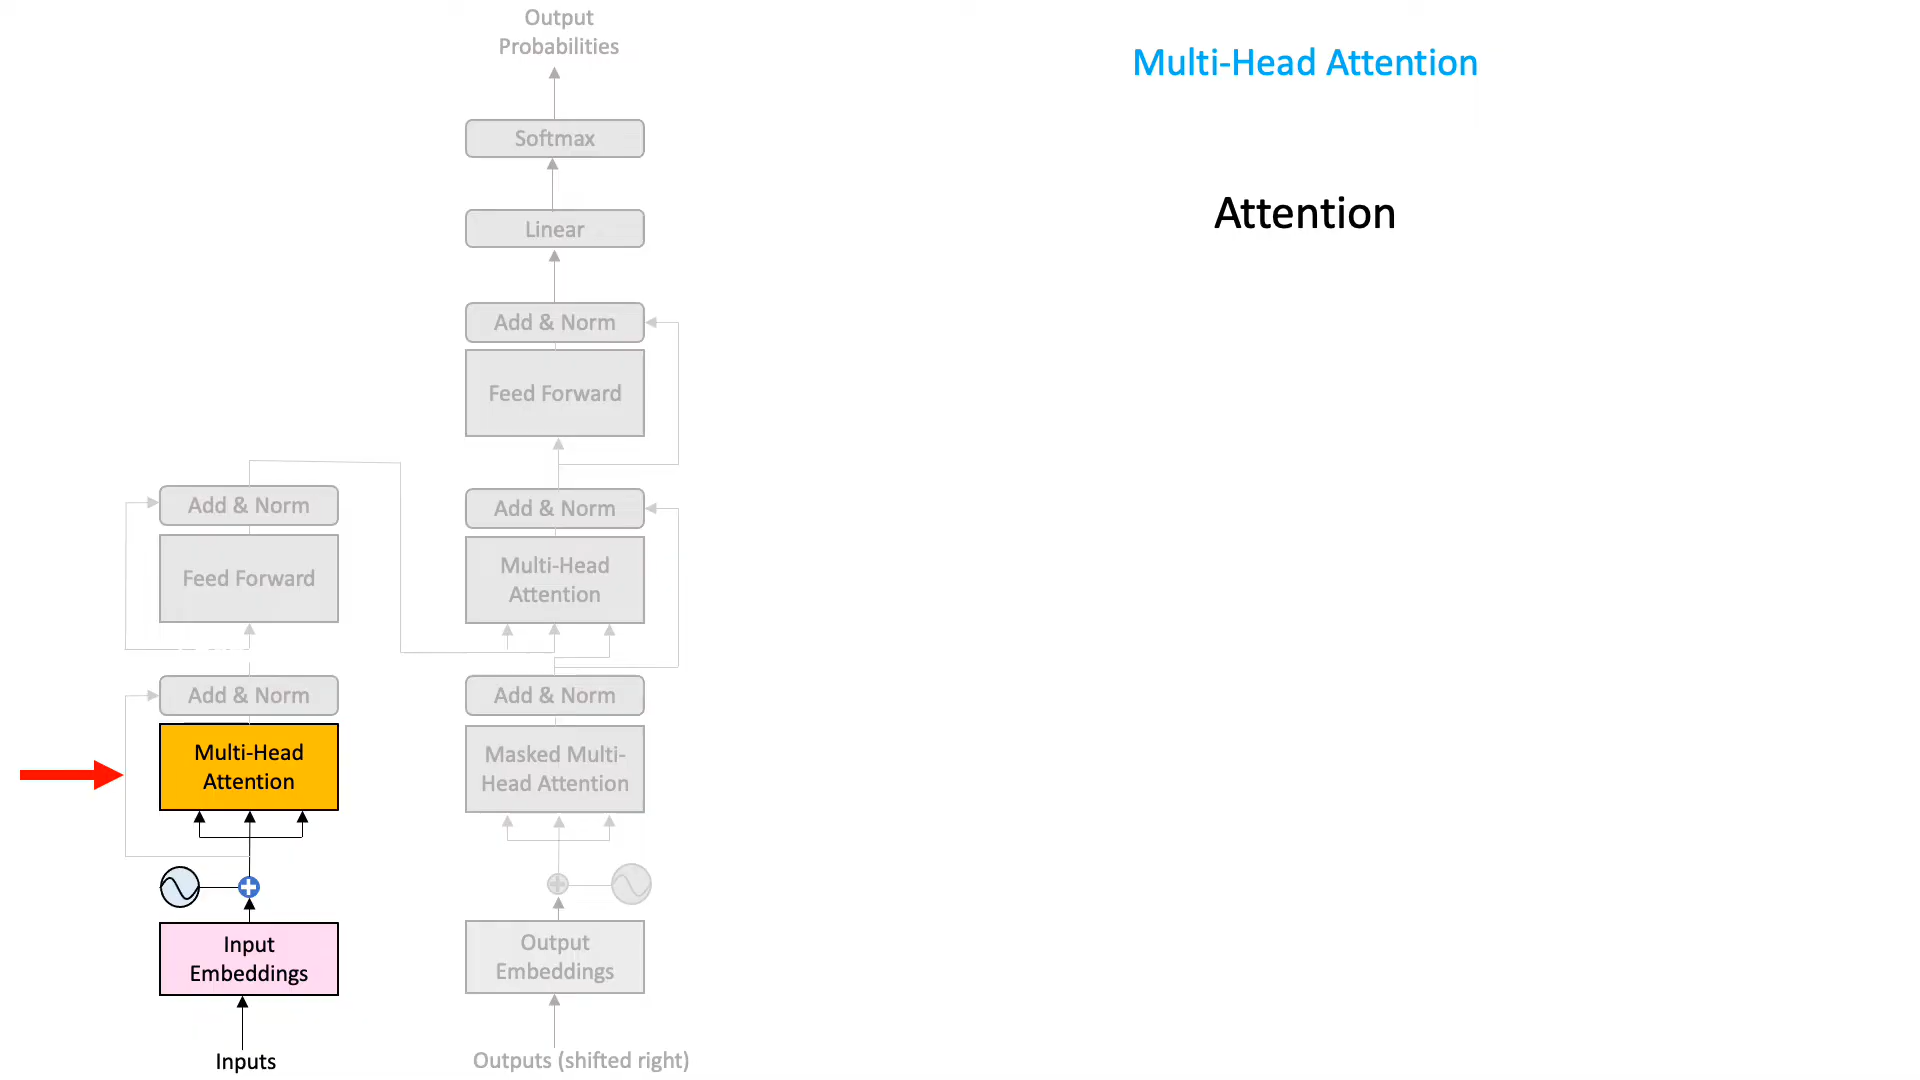 Output
Probabilities
Softmax
Linear
Add & Norm
Feed Forward
Add & Norm
Multi-Head
Attention
Add & Norm
Masked Multi-
Head Attention
Output
Embeddings
Outputs (shifted right)
Add & Norm
Feed Forward
Add & Norm
Multi-Head
Attention
Input
Embeddings
Inputs
Multi-Head Attention
Attention